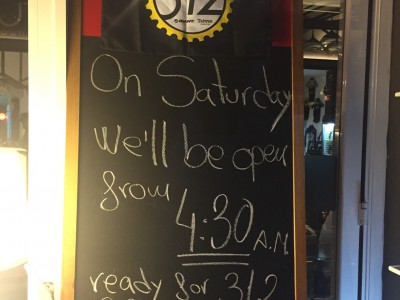 312
On Saturday
we'll be open
from
4:30 A.M.
ready for 312